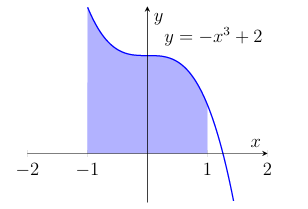 y
y = −x³ + 2
x
−2 −1 1 2